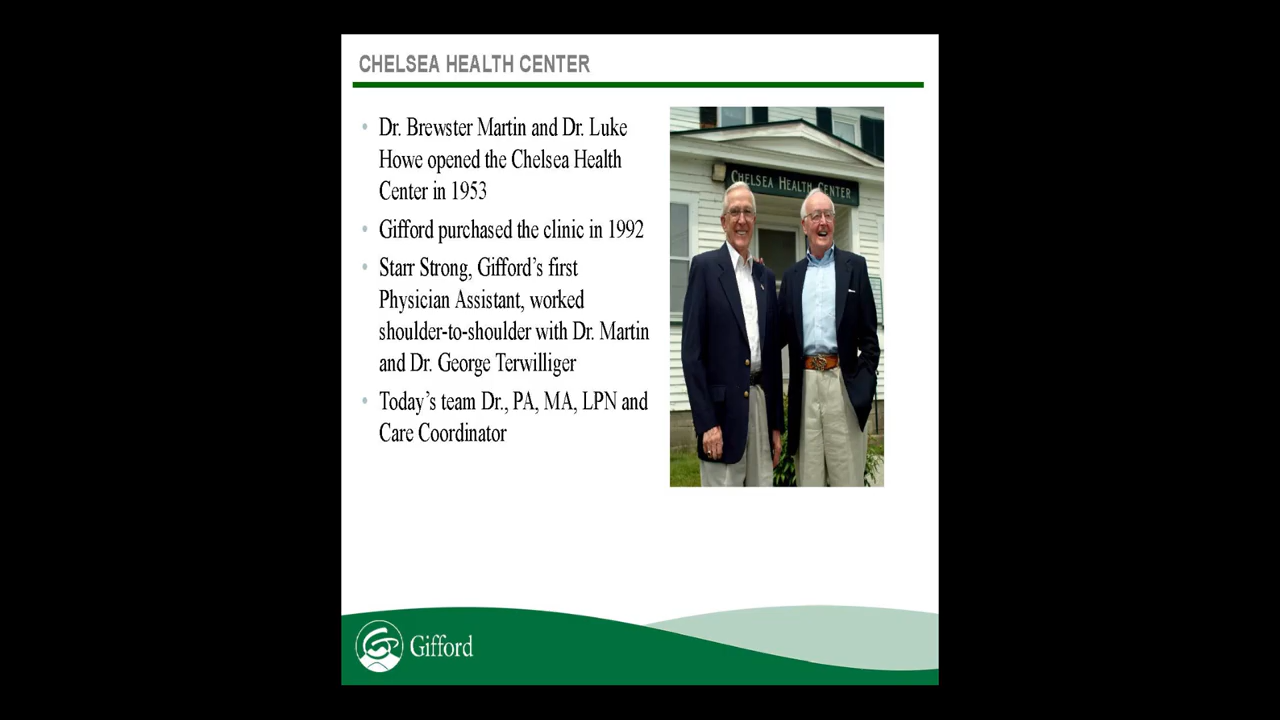 CHELSEA HEALTH CENTER
• Dr. Brewster Martin and Dr. Luke
Howe opened the Chelsea Health
Center in 1953
• Gifford purchased the clinic in 1992
• Starr Strong, Gifford’s first
Physician Assistant, worked
shoulder-to-shoulder with Dr. Martin
and Dr. George Terwilliger
• Today’s team Dr., PA, MA, LPN and
Care Coordinator
CHELSEA HEALTH CENTER
Gifford